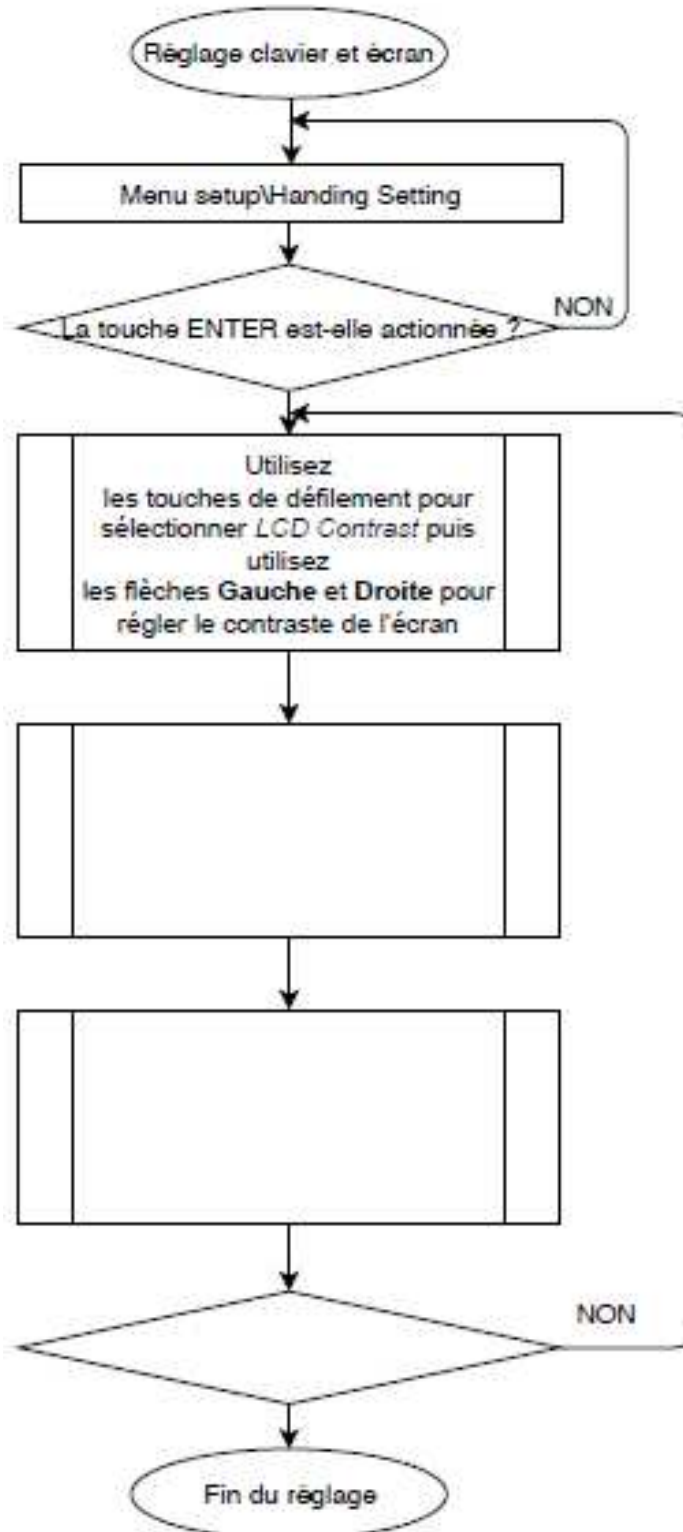 Réglage clavier et écran
Menu setup\Handing Setting
La touche ENTER est-elle actionnée ?
NON
Utilisez
les touches de défilement pour
sélectionner LCD Contrast puis
utilisez
les flèches Gauche et Droite pour
régler le contraste de l'écran
NON
Fin du réglage